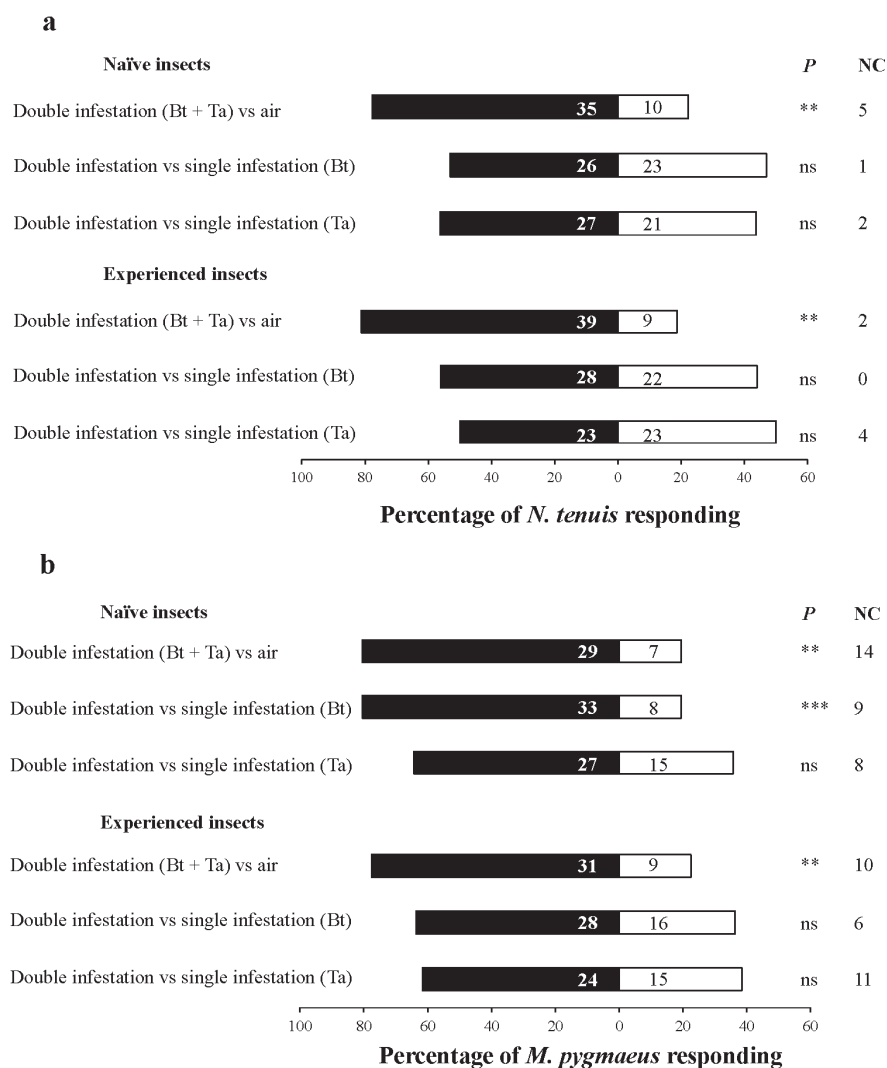 a
Naïve insects P NC
Double infestation (Bt + Ta) vs air 35 10 ** 5
Double infestation vs single infestation (Bt) 26 23 ns 1
Double infestation vs single infestation (Ta) 27 21 ns 2
Experienced insects
Double infestation (Bt + Ta) vs air 39 9 ** 2
Double infestation vs single infestation (Bt) 28 22 ns 0
Double infestation vs single infestation (Ta) 23 23 ns 4
100 80 60 40 20 0 20 40 60
Percentage of N. tenuis responding
b
Naïve insects P NC
Double infestation (Bt + Ta) vs air 29 7 ** 14
Double infestation vs single infestation (Bt) 33 8 *** 9
Double infestation vs single infestation (Ta) 27 15 ns 8
Experienced insects
Double infestation (Bt + Ta) vs air 31 9 ** 10
Double infestation vs single infestation (Bt) 28 16 ns 6
Double infestation vs single infestation (Ta) 24 15 ns 11
100 80 60 40 20 0 20 40 60
Percentage of M. pygmaeus responding